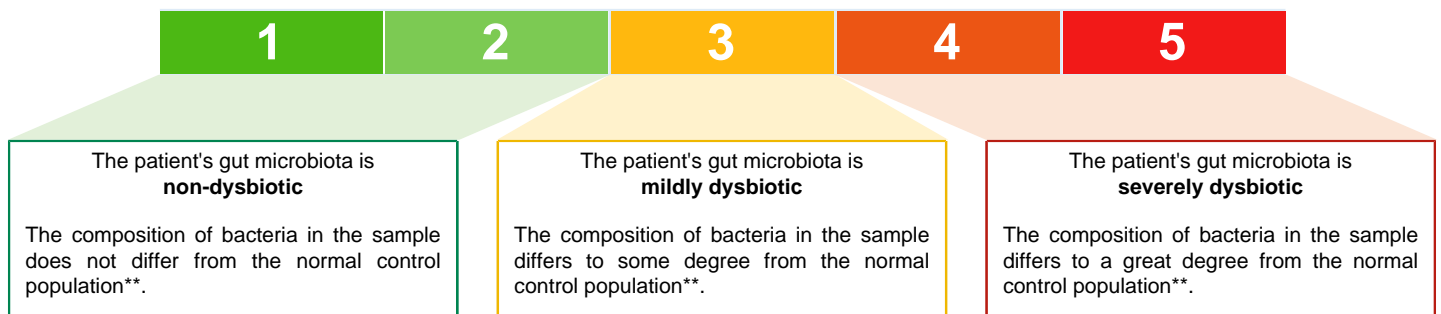 1 2 3 4 5
The patient's gut microbiota is
non-dysbiotic
The composition of bacteria in the sample
does not differ from the normal control
population**.
The patient's gut microbiota is
mildly dysbiotic
The composition of bacteria in the sample
differs to some degree from the normal
control population**.
The patient's gut microbiota is
severely dysbiotic
The composition of bacteria in the sample
differs to a great degree from the normal
control population**.